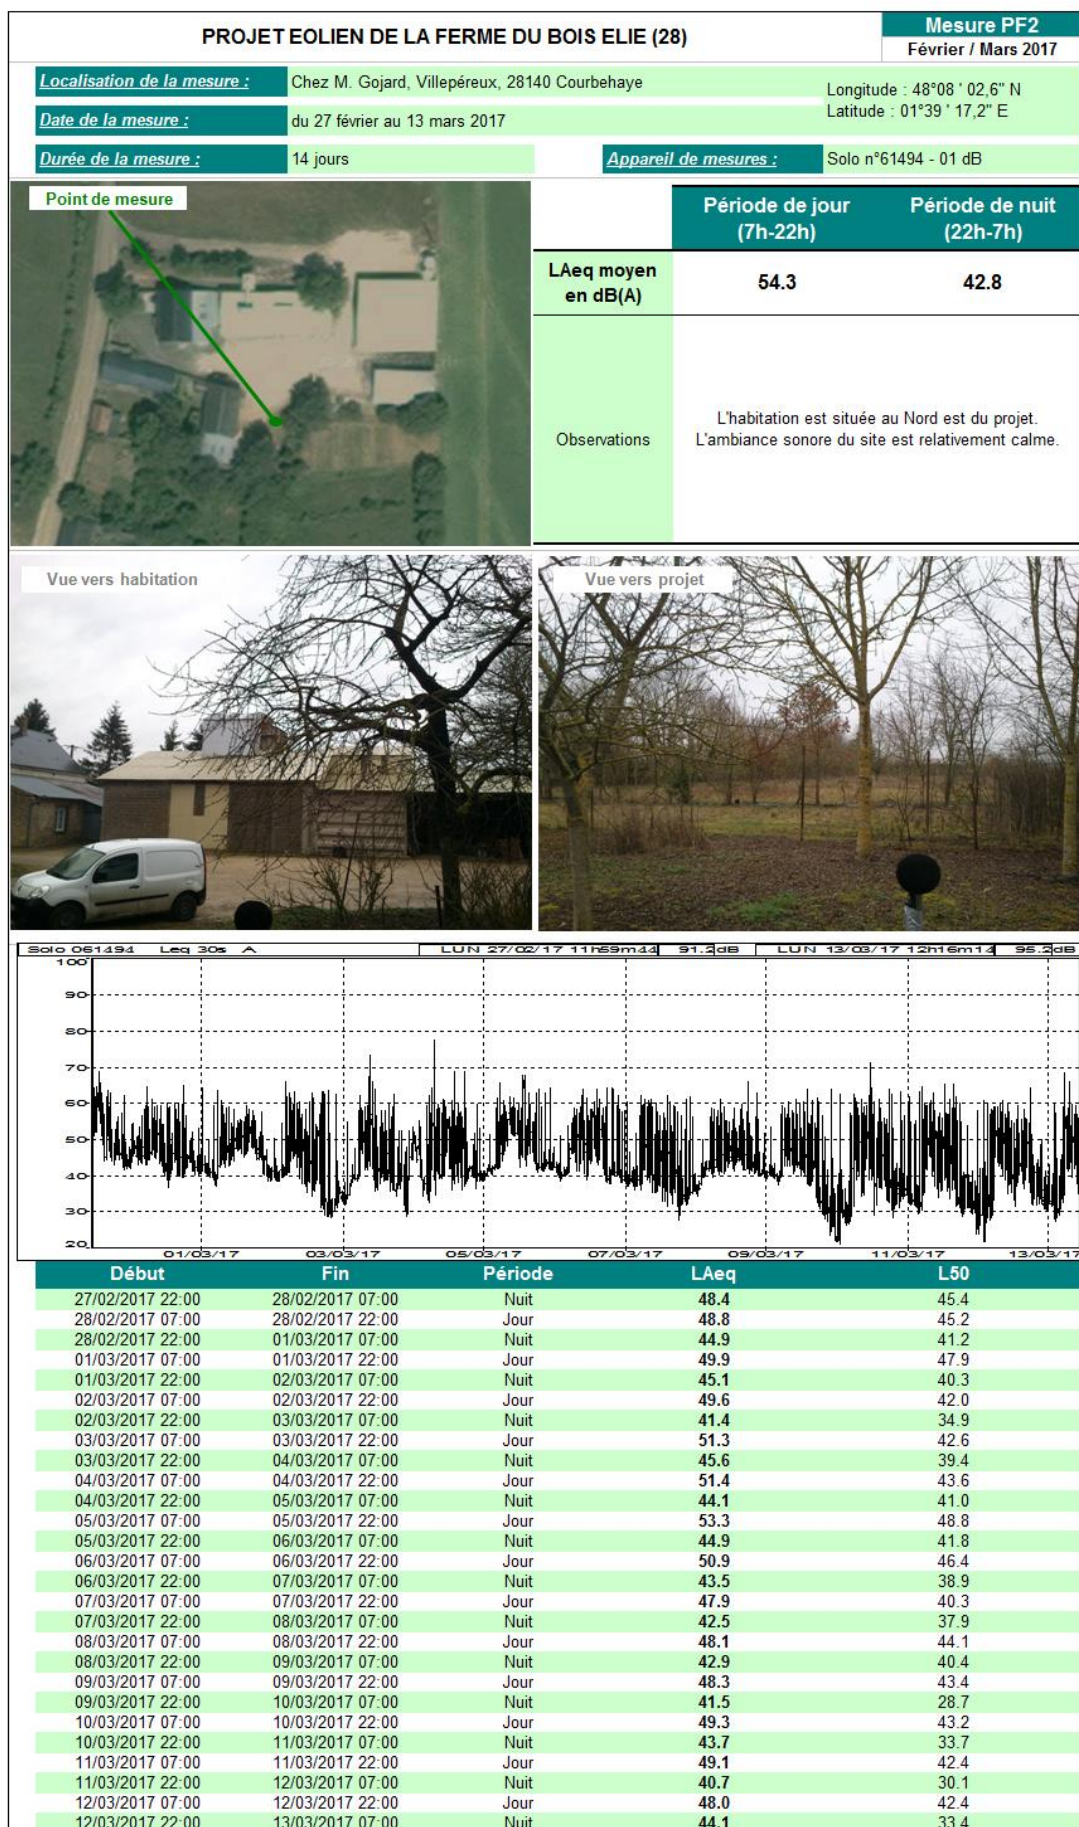 PROJET EOLIEN DE LA FERME DU BOIS ELIE (28)
Mesure PF2
Février / Mars 2017
Localisation de la mesure :
Chez M. Gojard, Villepéreux, 28140 Courbehaye
Longitude : 48°08 ' 02,6" N
Latitude : 01°39 ' 17,2" E
Date de la mesure :
du 27 février au 13 mars 2017
Durée de la mesure :
14 jours
Appareil de mesures :
Solo n°61494 - 01 dB
Point de mesure
Période de jour (7h-22h)
Période de nuit (22h-7h)
LAeq moyen en dB(A)
54.3
42.8
Observations
L'habitation est située au Nord est du projet.
L'ambiance sonore du site est relativement calme.
Vue vers habitation
Vue vers projet
Solo 061494 Leq 30s A LUN 27/02/17 11h59m44 91.2dB LUN 13/03/17 12h16m14 95.2dB
100
90
80
70
60
50
40
30
20
01/03/17 03/03/17 05/03/17 07/03/17 09/03/17 11/03/17 13/03/17
Début Fin Période LAeq L50
27/02/2017 22:00 28/02/2017 07:00 Nuit 48.4 45.4
28/02/2017 07:00 28/02/2017 22:00 Jour 48.8 45.2
28/02/2017 22:00 01/03/2017 07:00 Nuit 44.9 41.2
01/03/2017 07:00 01/03/2017 22:00 Jour 49.9 47.9
01/03/2017 22:00 02/03/2017 07:00 Nuit 45.1 40.3
02/03/2017 07:00 02/03/2017 22:00 Jour 49.6 42.0
02/03/2017 22:00 03/03/2017 07:00 Nuit 41.4 34.9
03/03/2017 07:00 03/03/2017 22:00 Jour 51.3 42.6
03/03/2017 22:00 04/03/2017 07:00 Nuit 45.6 39.4
04/03/2017 07:00 04/03/2017 22:00 Jour 51.4 43.6
04/03/2017 22:00 05/03/2017 07:00 Nuit 44.1 41.0
05/03/2017 07:00 05/03/2017 22:00 Jour 53.3 48.8
05/03/2017 22:00 06/03/2017 07:00 Nuit 44.9 41.8
06/03/2017 07:00 06/03/2017 22:00 Jour 50.9 46.4
06/03/2017 22:00 07/03/2017 07:00 Nuit 43.5 38.9
07/03/2017 07:00 07/03/2017 22:00 Jour 47.9 40.3
07/03/2017 22:00 08/03/2017 07:00 Nuit 42.5 37.9
08/03/2017 07:00 08/03/2017 22:00 Jour 48.1 44.1
08/03/2017 22:00 09/03/2017 07:00 Nuit 42.9 40.4
09/03/2017 07:00 09/03/2017 22:00 Jour 48.3 43.4
09/03/2017 22:00 10/03/2017 07:00 Nuit 41.5 28.7
10/03/2017 07:00 10/03/2017 22:00 Jour 49.3 43.2
10/03/2017 22:00 11/03/2017 07:00 Nuit 43.7 33.7
11/03/2017 07:00 11/03/2017 22:00 Jour 49.1 42.4
11/03/2017 22:00 12/03/2017 07:00 Nuit 40.7 30.1
12/03/2017 07:00 12/03/2017 22:00 Jour 48.0 42.4
12/03/2017 22:00 13/03/2017 07:00 Nuit 44.1 33.4